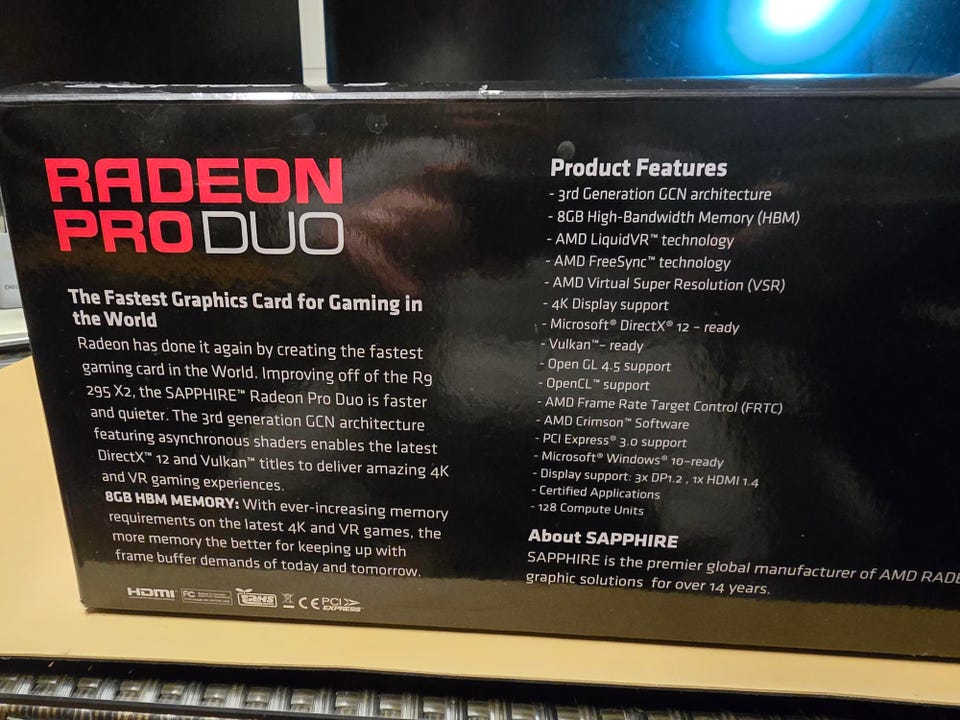 RADEON
PRO DUO
The Fastest Graphics Card for Gaming in
the World
Radeon has done it again by creating the fastest
gaming card in the World. Improving off of the R9
295 X2, the SAPPHIRE™ Radeon Pro Duo is faster
and quieter. The 3rd generation GCN architecture
featuring asynchronous shaders enables the latest
DirectX™ 12 and Vulkan™ titles to deliver amazing 4K
and VR gaming experiences.
8GB HBM MEMORY: With ever-increasing memory
requirements on the latest 4K and VR games, the
more memory the better for keeping up with
frame buffer demands of today and tomorrow.
HDMI FC CE PCI EXPRESS
Product Features
- 3rd Generation GCN architecture
- 8GB High-Bandwidth Memory (HBM)
- AMD LiquidVR™ technology
- AMD FreeSync™ technology
- AMD Virtual Super Resolution (VSR)
- 4K Display support
- Microsoft® DirectX® 12 - ready
- Vulkan™- ready
- Open GL 4.5 support
- OpenCL™ support
- AMD Frame Rate Target Control (FRTC)
- AMD Crimson™ Software
- PCI Express® 3.0 support
- Microsoft® Windows® 10-ready
- Display support: 3x DP1.2 , 1x HDMI 1.4
- Certified Applications
- 128 Compute Units
About SAPPHIRE
SAPPHIRE is the premier global manufacturer of AMD RADE
graphic solutions for over 14 years.